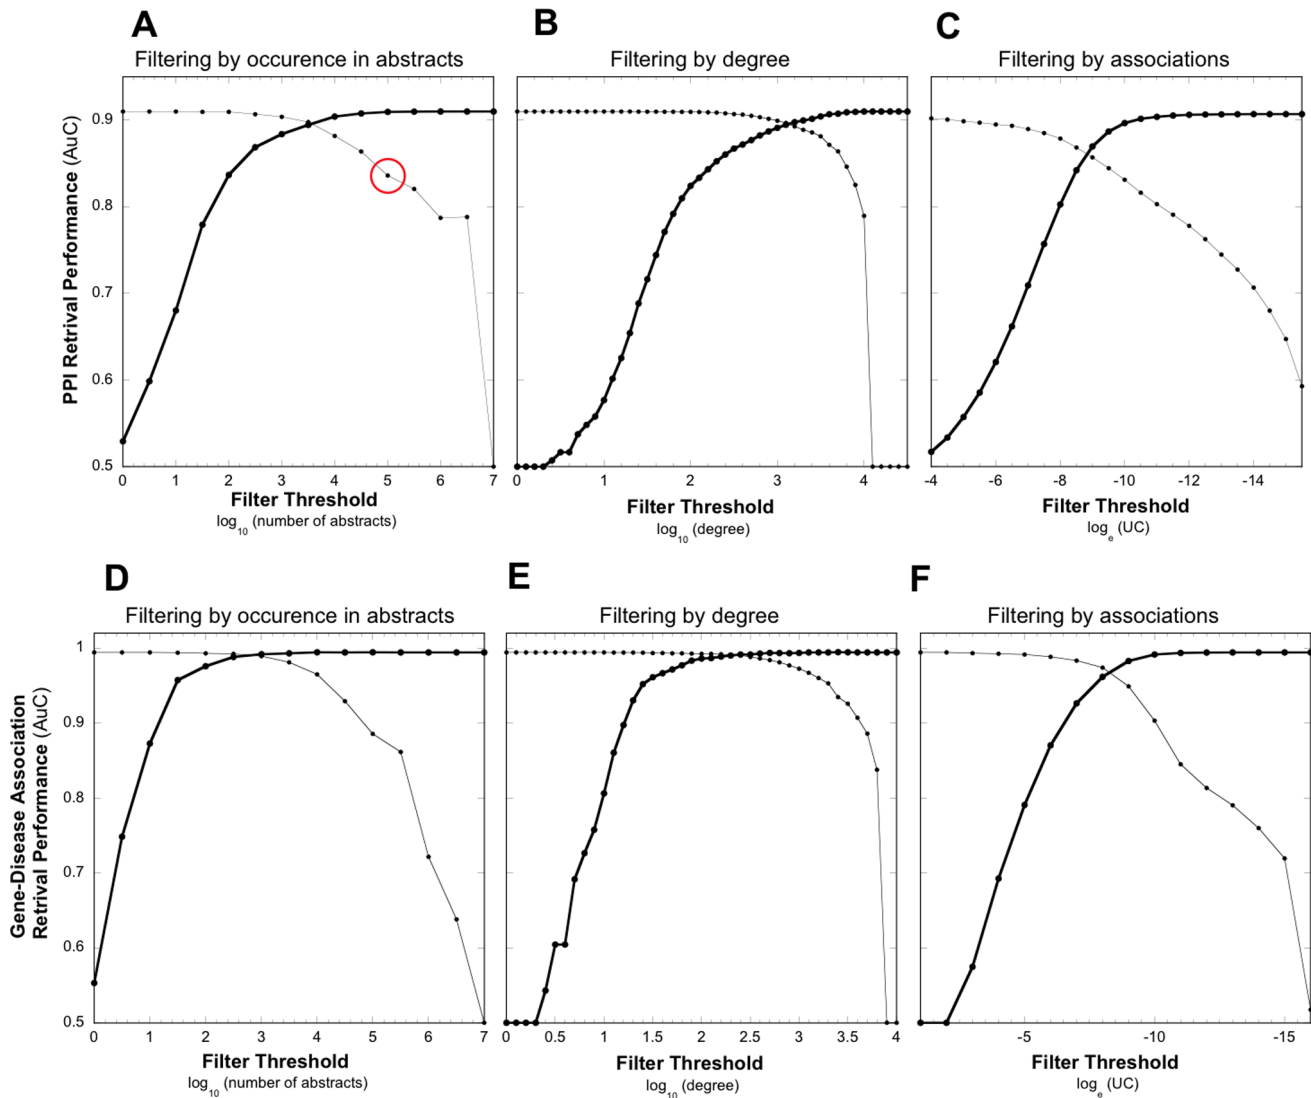 A
B
C
Filtering by occurence in abstracts
Filtering by degree
Filtering by associations
PPI Retrival Performance (AuC)
0.9
0.8
0.7
0.6
0.5
0 1 2 3 4 5 6 7
0 1 2 3 4
-4 -6 -8 -10 -12 -14
Filter Threshold
log10 (number of abstracts)
Filter Threshold
log10 (degree)
Filter Threshold
loge (UC)
D
E
F
Filtering by occurence in abstracts
Filtering by degree
Filtering by associations
Gene-Disease Association
Retrival Performance (AuC)
1
0.9
0.8
0.7
0.6
0.5
0 1 2 3 4 5 6 7
0 0.5 1 1.5 2 2.5 3 3.5 4
-5 -10 -15
Filter Threshold
log10 (number of abstracts)
Filter Threshold
log10 (degree)
Filter Threshold
loge (UC)